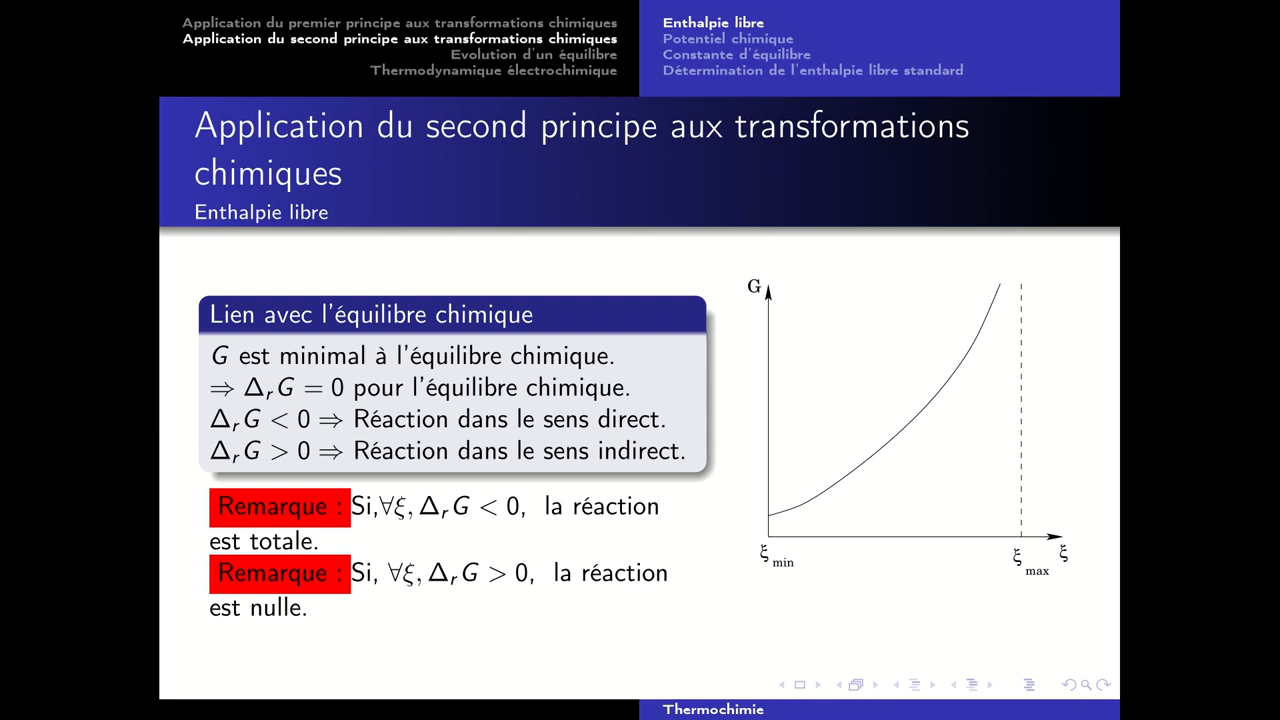 Application du premier principe aux transformations chimiques
Application du second principe aux transformations chimiques
Evolution d'un équilibre
Thermodynamique électrochimique
Enthalpie libre
Potentiel chimique
Constante d'équilibre
Détermination de l'enthalpie libre standard
Application du second principe aux transformations
chimiques
Enthalpie libre
Lien avec l'équilibre chimique
G est minimal à l'équilibre chimique.
⇒ Δ_r G = 0 pour l'équilibre chimique.
Δ_r G < 0 ⇒ Réaction dans le sens direct.
Δ_r G > 0 ⇒ Réaction dans le sens indirect.
Remarque : Si,∀ξ, Δ_r G < 0, la réaction
est totale.
Remarque : Si, ∀ξ, Δ_r G > 0, la réaction
est nulle.
G
ξ min
ξ max
ξ
Thermochimie